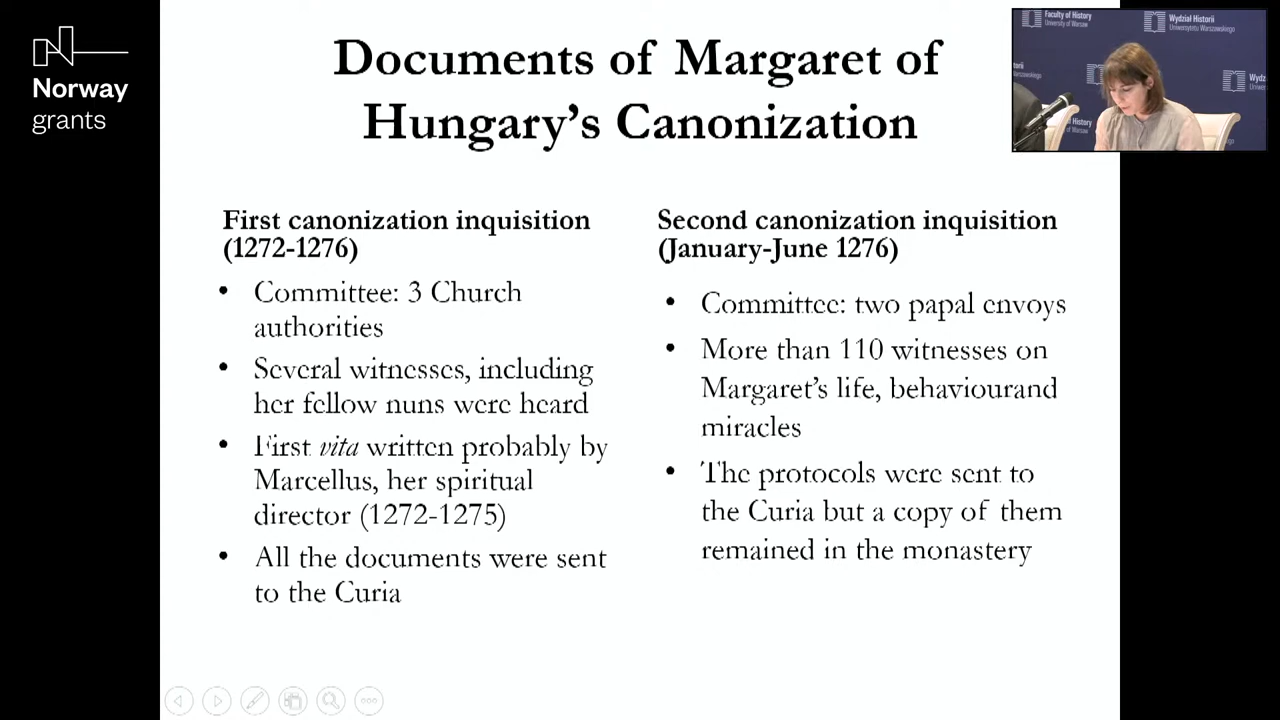 Norway
grants
Documents of Margaret of
Hungary's Canonization
First canonization inquisition
(1272-1276)
• Committee: 3 Church
authorities
• Several witnesses, including
her fellow nuns were heard
• First vita written probably by
Marcellus, her spiritual
director (1272-1275)
• All the documents were sent
to the Curia
Second canonization inquisition
(January-June 1276)
• Committee: two papal envoys
• More than 110 witnesses on
Margaret's life, behaviourand
miracles
• The protocols were sent to
the Curia but a copy of them
remained in the monastery
Faculty of History
University of Warsaw
Wydział Historii
Uniwersytetu Warszawskiego